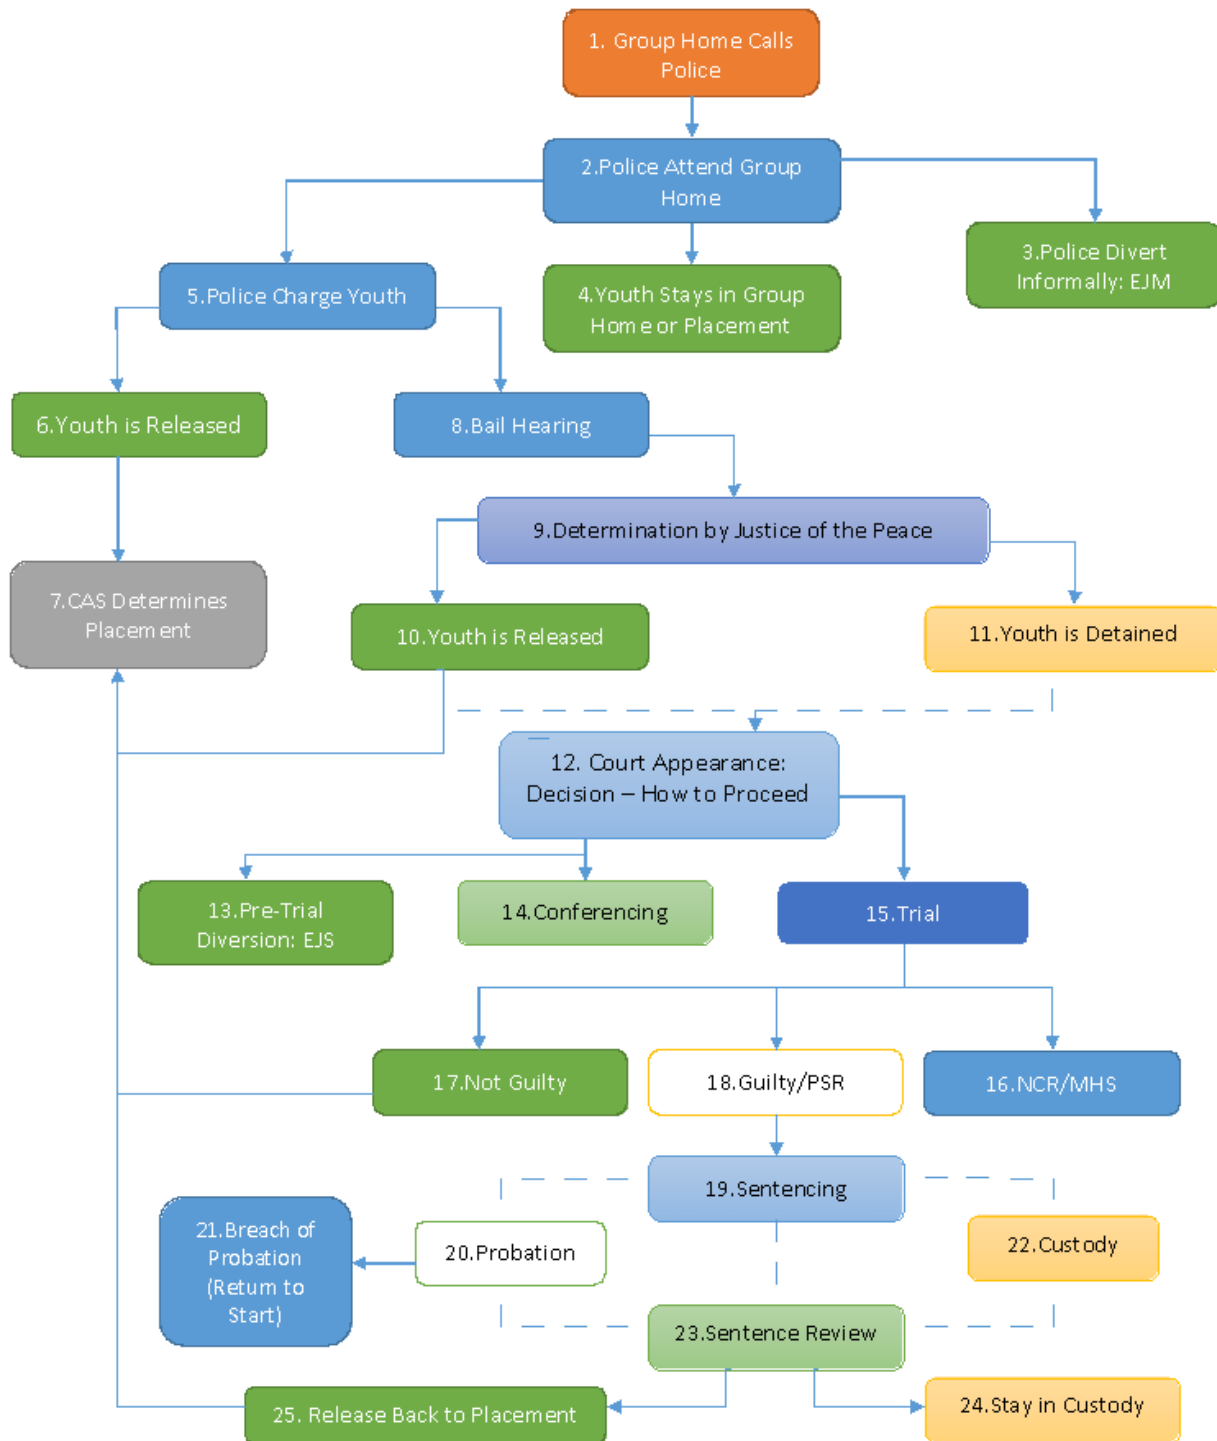 1. Group Home Calls
Police
2.Police Attend Group
Home
3.Police Divert
Informally: EJM
5.Police Charge Youth
4.Youth Stays in Group
Home or Placement
6.Youth is Released
8.Bail Hearing
9.Determination by Justice of the Peace
7.CAS Determines
Placement
10.Youth is Released
11.Youth is Detained
12. Court Appearance:
Decision – How to Proceed
13.Pre-Trial
Diversion: EJS
14.Conferencing
15.Trial
17.Not Guilty
18.Guilty/PSR
16.NCR/MHS
19.Sentencing
21.Breach of
Probation
(Return to
Start)
20.Probation
22.Custody
23.Sentence Review
25. Release Back to Placement
24.Stay in Custody